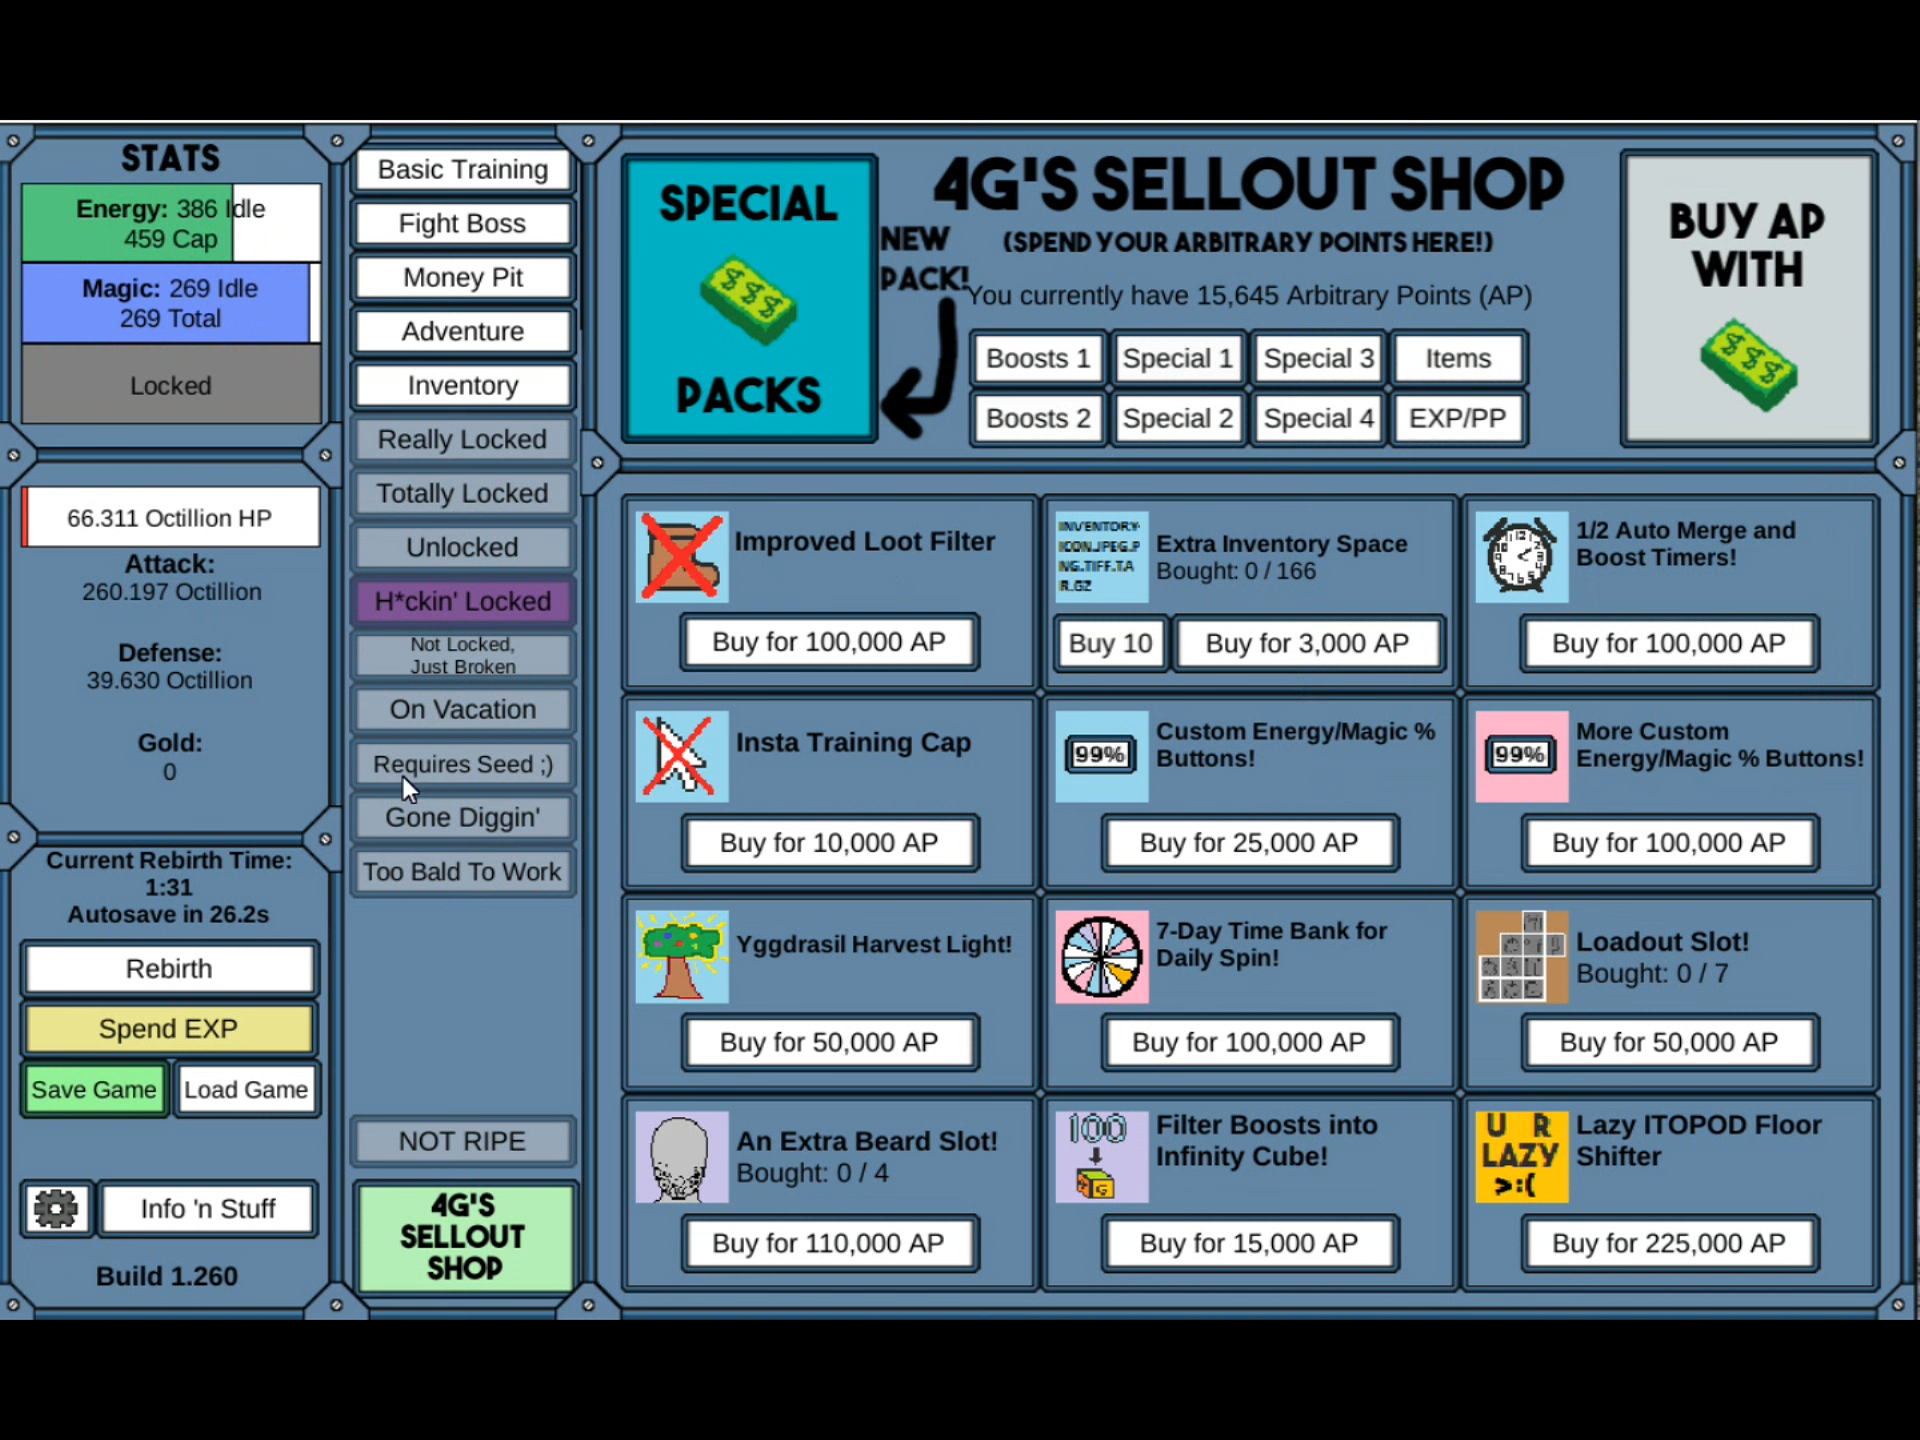 STATS
Energy: 386 Idle
459 Cap
Magic: 269 Idle
269 Total
Locked
66.311 Octillion HP
Attack:
260.197 Octillion
Defense:
39.630 Octillion
Gold:
0
Current Rebirth Time:
1:31
Autosave in 26.2s
Rebirth
Spend EXP
Save Game
Load Game
Info 'n Stuff
Build 1.260
Basic Training
Fight Boss
Money Pit
Adventure
Inventory
Really Locked
Totally Locked
Unlocked
H*ckin' Locked
Not Locked,
Just Broken
On Vacation
Requires Seed ;)
Gone Diggin'
Too Bald To Work
NOT RIPE
4G'S
SELLOUT
SHOP
SPECIAL
PACKS
NEW
PACK!
4G'S SELLOUT SHOP
(SPEND YOUR ARBITRARY POINTS HERE!)
You currently have 15,645 Arbitrary Points (AP)
Boosts 1
Special 1
Special 3
Items
Boosts 2
Special 2
Special 4
EXP/PP
BUY AP
WITH
Improved Loot Filter
Buy for 100,000 AP
INVENTORY
ICON.JPEG.P
NG.TIFF.TA
R.GZ
Extra Inventory Space
Bought: 0 / 166
Buy 10
Buy for 3,000 AP
1/2 Auto Merge and
Boost Timers!
Buy for 100,000 AP
Insta Training Cap
Buy for 10,000 AP
99%
Custom Energy/Magic %
Buttons!
Buy for 25,000 AP
99%
More Custom
Energy/Magic % Buttons!
Buy for 100,000 AP
Yggdrasil Harvest Light!
Buy for 50,000 AP
7-Day Time Bank for
Daily Spin!
Buy for 100,000 AP
Loadout Slot!
Bought: 0 / 7
Buy for 50,000 AP
An Extra Beard Slot!
Bought: 0 / 4
Buy for 110,000 AP
100
Filter Boosts into
Infinity Cube!
Buy for 15,000 AP
U R
LAZY
>:(
Lazy ITOPOD Floor
Shifter
Buy for 225,000 AP